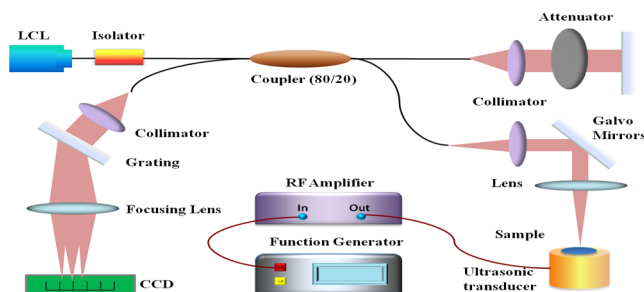 LCL
Isolator
Coupler (80/20)
Attenuator
Collimator
Collimator
Grating
Galvo
Mirrors
RF Amplifier
In
Out
Lens
Focusing Lens
Function Generator
Sample
Ultrasonic
transducer
CCD